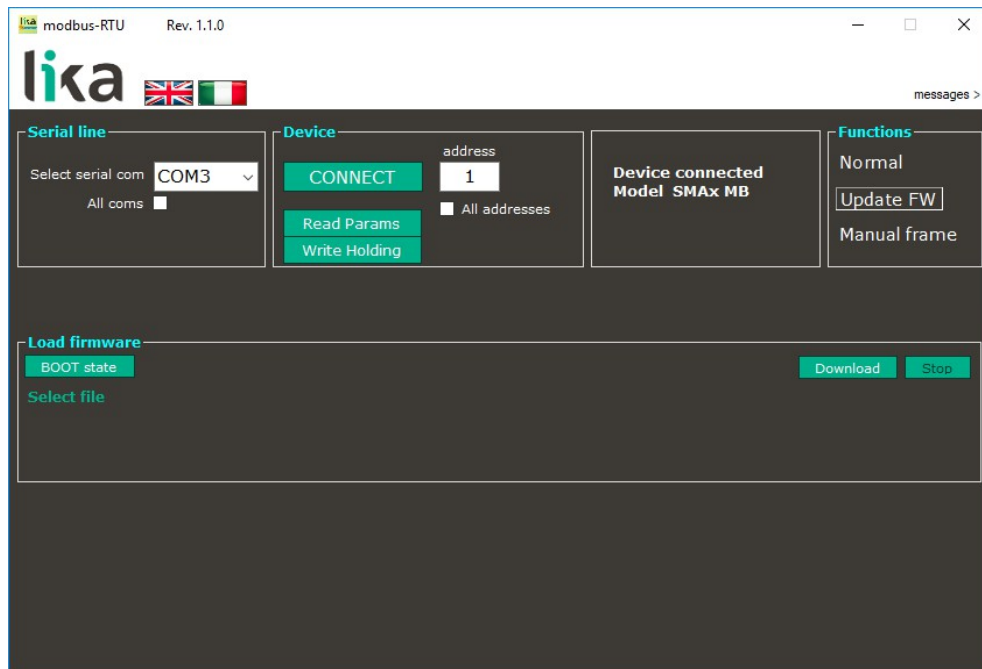 modbus-RTU Rev. 1.1.0
lika
messages >
Serial line
Select serial com COM3
All coms
Device
address
CONNECT 1
All addresses
Read Params
Write Holding
Device connected
Model SMAx MB
Functions
Normal
Update FW
Manual frame
Load firmware
BOOT state
Download Stop
Select file